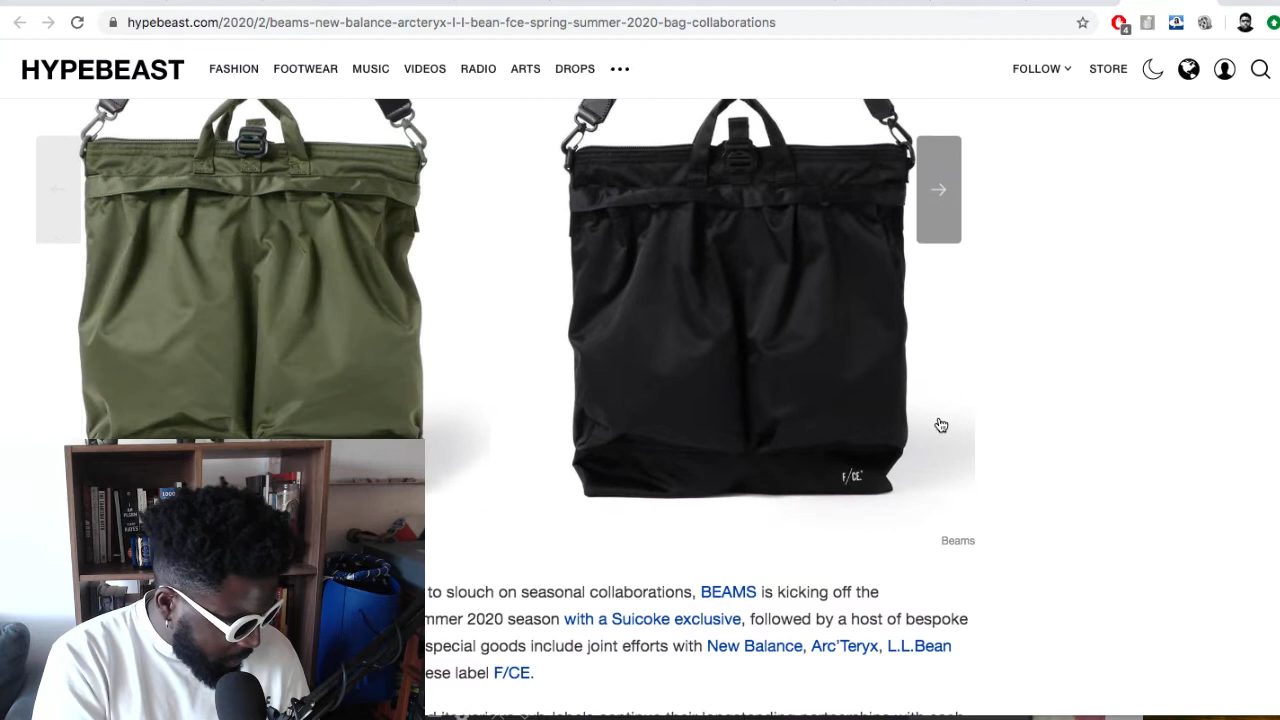 hypebeast.com/2020/2/beams-new-balance-arcteryx-l-l-bean-fce-spring-summer-2020-bag-collaborations
4
HYPEBEAST FASHION FOOTWEAR MUSIC VIDEOS RADIO ARTS DROPS ••• FOLLOW STORE
F/CE.
Beams
to slouch on seasonal collaborations, BEAMS is kicking off the
mmer 2020 season with a Suicoke exclusive, followed by a host of bespoke
special goods include joint efforts with New Balance, Arc'Teryx, L.L.Bean
ese label F/CE.